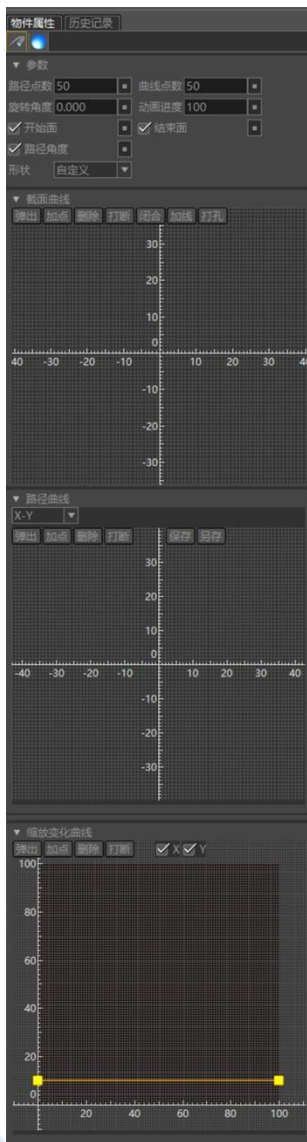 物件属性 历史记录
▼ 参数
路径点数 50 曲线点数 50
旋转角度 0.000 动画进度 100
开始面 结束面
路径角度
形状 自定义
▼ 截面曲线
弹出 加点 删除 打断 闭合 加线 打孔
30
20
10
0
40 -30 -20 -10 10 20 30 4
-10
-20
-30
▼ 路径曲线
X-Y
弹出 加点 删除 打断 保存 另存
30
20
10
0
-40 -30 -20 -10 10 20 30 40
-10
-20
-30
▼ 缩放变化曲线
弹出 加点 删除 打断 X Y
100
80
60
40
20
0
20 40 60 80 100